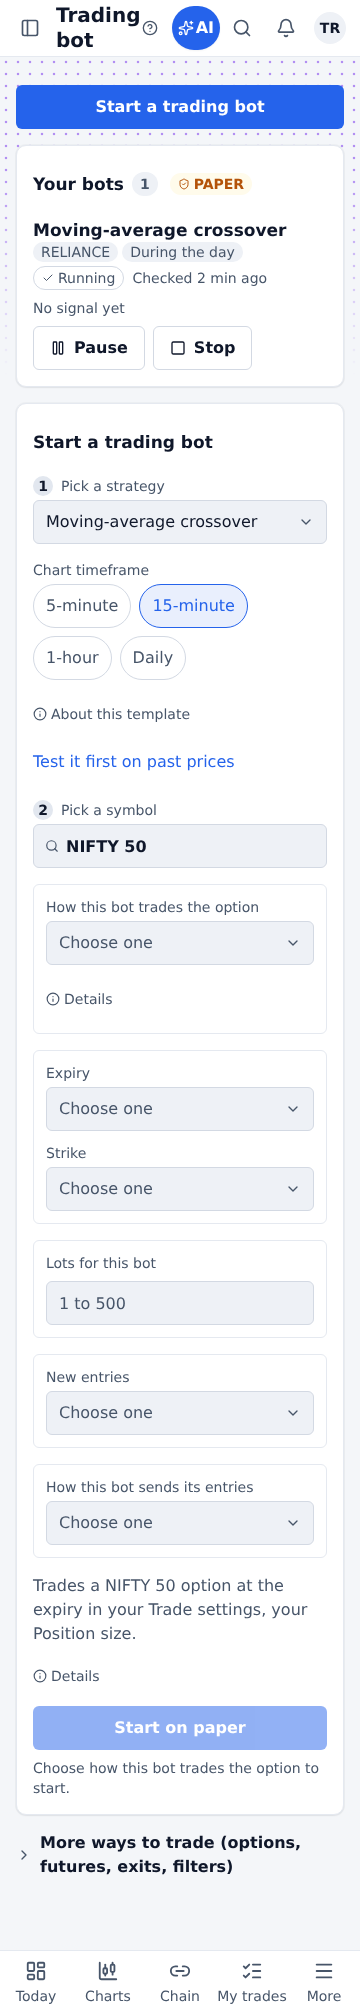 Trading
bot
AI
TR
Start a trading bot
Your bots 1 PAPER
Moving-average crossover
RELIANCE During the day
Running Checked 2 min ago
No signal yet
Pause Stop
Start a trading bot
1 Pick a strategy
Moving-average crossover
Chart timeframe
5-minute 15-minute
1-hour Daily
About this template
Test it first on past prices
2 Pick a symbol
NIFTY 50
How this bot trades the option
Choose one
Details
Expiry
Choose one
Strike
Choose one
Lots for this bot
1 to 500
New entries
Choose one
How this bot sends its entries
Choose one
Trades a NIFTY 50 option at the
expiry in your Trade settings, your
Position size.
Details
Start on paper
Choose how this bot trades the option to
start.
More ways to trade (options,
futures, exits, filters)
Today Charts Chain My trades More